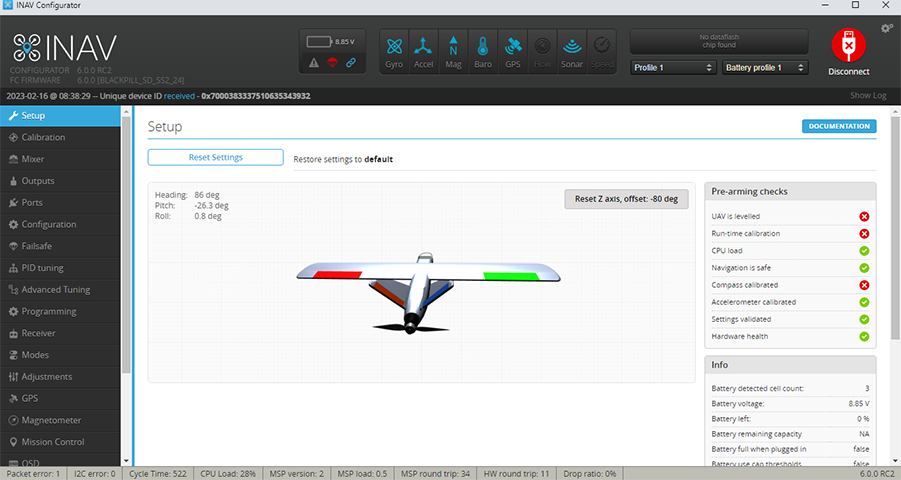 INAV Configurator
INAV
CONFIGURATOR 6.0.0 RC2
FC FIRMWARE 6.0.0 [BLACKPILL_SD_SS2_24]
8.85 V
Gyro Accel Mag Baro GPS Flow Sonar Speed
No dataflash
chip found
Profile 1 Battery profile 1
Disconnect
2023-02-16 @ 08:38:29 -- Unique device ID received - 0x7000383337510635343932 Show Log
Setup
Calibration
Mixer
Outputs
Ports
Configuration
Failsafe
PID tuning
Advanced Tuning
Programming
Receiver
Modes
Adjustments
GPS
Magnetometer
Mission Control
OSD
Setup
DOCUMENTATION
Reset Settings
Restore settings to default
Heading: 86 deg
Pitch: -26.3 deg
Roll: 0.8 deg
Reset Z axis, offset: -80 deg
Pre-arming checks
UAV is levelled
Run-time calibration
CPU load
Navigation is safe
Compass calibrated
Accelerometer calibrated
Settings validated
Hardware health
Info
Battery detected cell count: 3
Battery voltage: 8.85 V
Battery left: 0 %
Battery remaining capacity NA
Battery full when plugged in false
Battery use cap thresholds false
Packet error: 1 I2C error: 0 Cycle Time: 522 CPU Load: 28% MSP version: 2 MSP load: 0.5 MSP round trip: 34 HW round trip: 11 Drop ratio: 0% 6.0.0 RC2